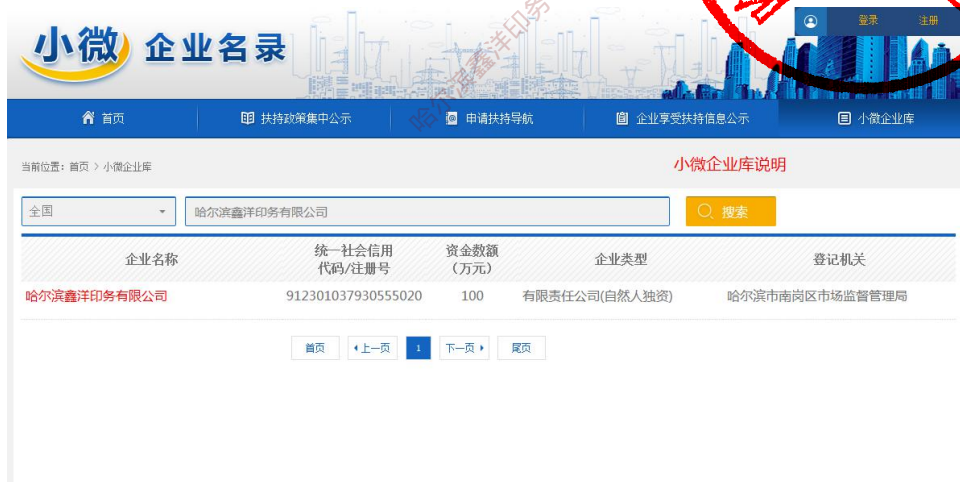 小微 企业名录
登录 注册
首页 扶持政策集中公示 申请扶持导航 企业享受扶持信息公示 小微企业库
当前位置：首页 > 小微企业库 小微企业库说明
全国 哈尔滨鑫洋印务有限公司 搜索
企业名称 统一社会信用代码/注册号 资金数额（万元） 企业类型 登记机关
哈尔滨鑫洋印务有限公司 912301037930555020 100 有限责任公司(自然人独资) 哈尔滨市南岗区市场监督管理局
首页 上一页 1 下一页 尾页
哈尔滨鑫洋印务